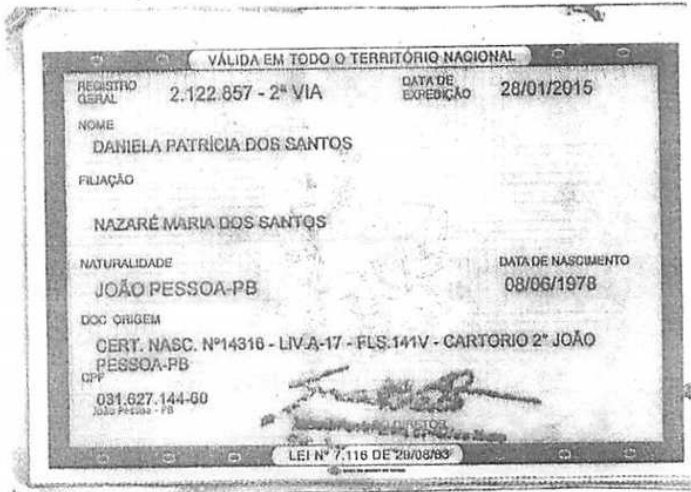 VÁLIDA EM TODO O TERRITÓRIO NACIONAL
REGISTRO GERAL 2.122.857 - 2ª VIA DATA DE EXPEDIÇÃO 28/01/2015
NOME
DANIELA PATRÍCIA DOS SANTOS
FILIAÇÃO
NAZARÉ MARIA DOS SANTOS
NATURALIDADE DATA DE NASCIMENTO
JOÃO PESSOA-PB 08/06/1978
DOC ORIGEM
CERT. NASC. Nº14316 - LIV.A-17 - FLS.141V - CARTORIO 2° JOÃO
PESSOA-PB
CPF
031.627.144-60
João Pessoa - PB
DIRETOR
LEI Nº 7.116 DE 29/08/83